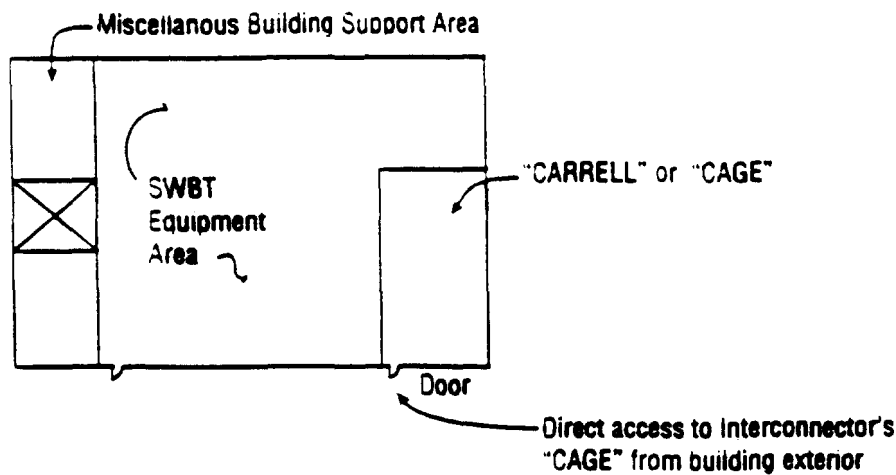 Miscellanous Building Support Area
"CARRELL" or "CAGE"
SWBT
Equipment
Area
Door
Direct access to Interconnector's
"CAGE" from building exterior